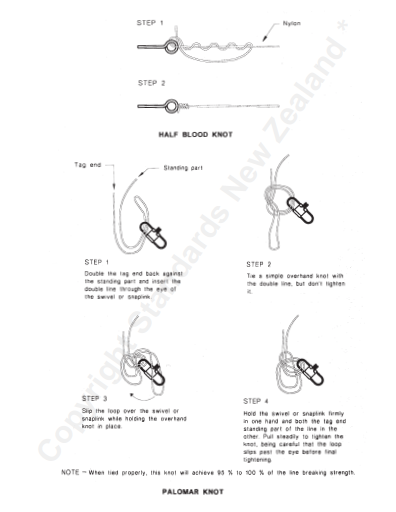 STEP 1
Nylon
STEP 2
HALF BLOOD KNOT
Tag end
Standing part
STEP 1
Double the tag end back against
the standing part and insert the
double line through the eye of
the swivel or snaplink.
STEP 2
Tie a simple overhand knot with
the double line, but don't tighten
it.
STEP 3
Slip the loop over the swivel or
snaplink while holding the overhand
knot in place.
STEP 4
Hold the swivel or snaplink firmly
in one hand and both the tag end
standing part of the line in the
other. Pull steadily to tighten the
knot, being careful that the loop
slips past the eye before final
tightening.
NOTE – When tied properly, this knot will achieve 95 % to 100 % of the line breaking strength.
PALOMAR KNOT
Copyright Standards New Zealand *